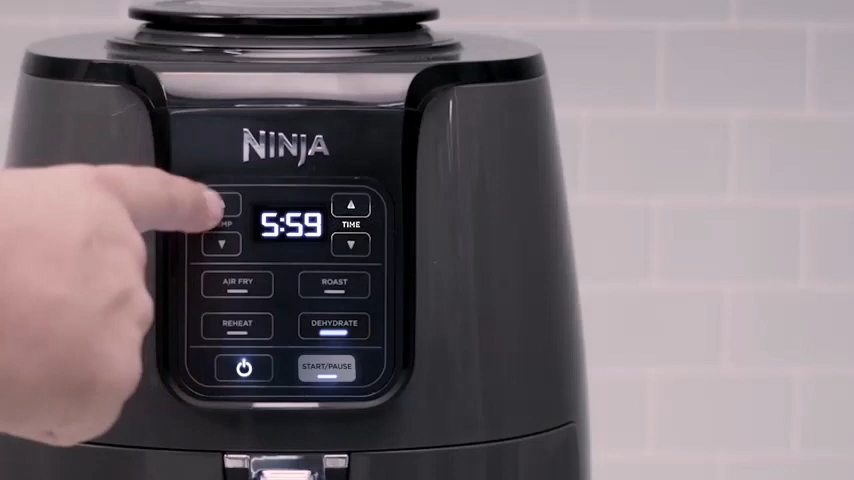 NINJA
5:59
TIME
AIR FRY
ROAST
REHEAT
DEHYDRATE
START/PAUSE